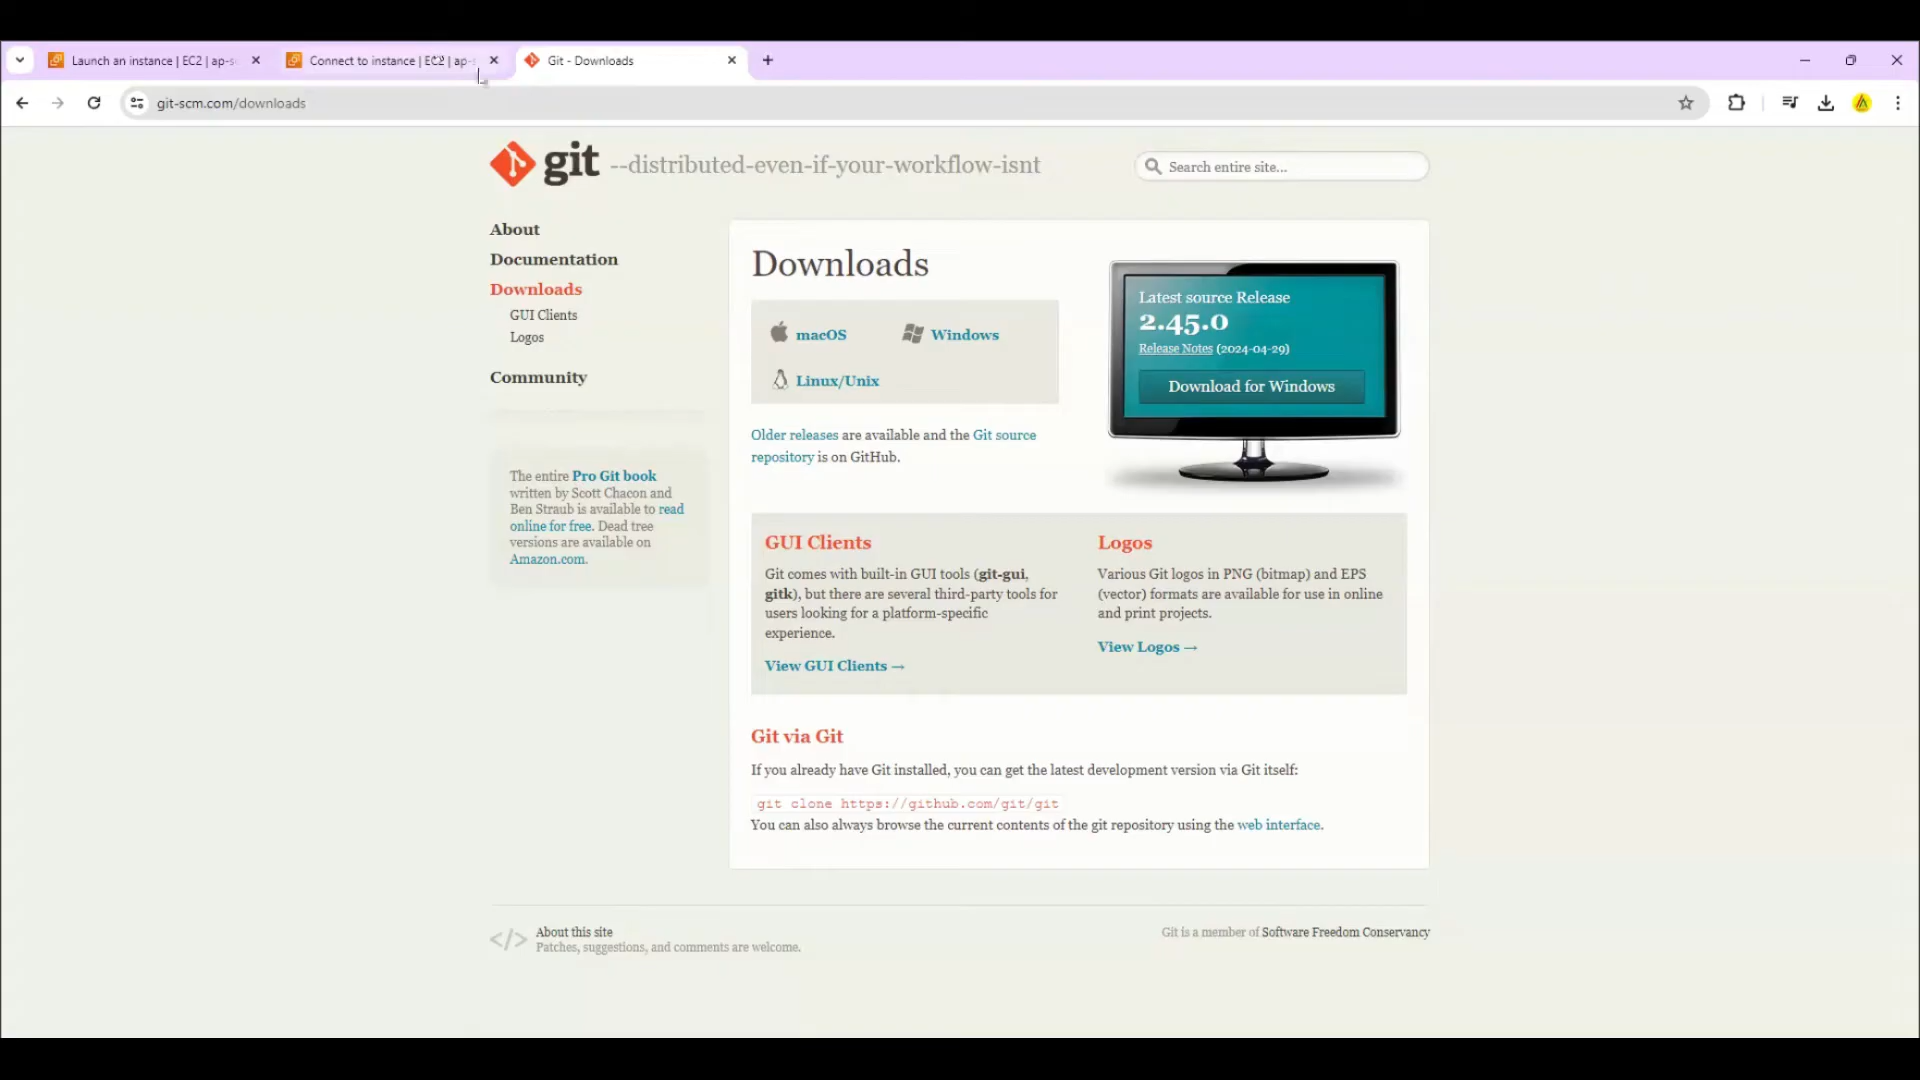 Launch an instance | EC2 | ap-s
Connect to instance | EC2 | ap-
Git - Downloads
git-scm.com/downloads
git --distributed-even-if-your-workflow-isnt
Search entire site...
About
Documentation
Downloads
GUI Clients
Logos
Community
The entire Pro Git book
written by Scott Chacon and
Ben Straub is available to read
online for free. Dead tree
versions are available on
Amazon.com.
Downloads
macOS
Windows
Linux/Unix
Older releases are available and the Git source
repository is on GitHub.
Latest source Release
2.45.0
Release Notes (2024-04-29)
Download for Windows
GUI Clients
Git comes with built-in GUI tools (git-gui,
gitk), but there are several third-party tools for
users looking for a platform-specific
experience.
View GUI Clients →
Logos
Various Git logos in PNG (bitmap) and EPS
(vector) formats are available for use in online
and print projects.
View Logos →
Git via Git
If you already have Git installed, you can get the latest development version via Git itself:
git clone https://github.com/git/git
You can also always browse the current contents of the git repository using the web interface.
</> About this site
Patches, suggestions, and comments are welcome.
Git is a member of Software Freedom Conservancy